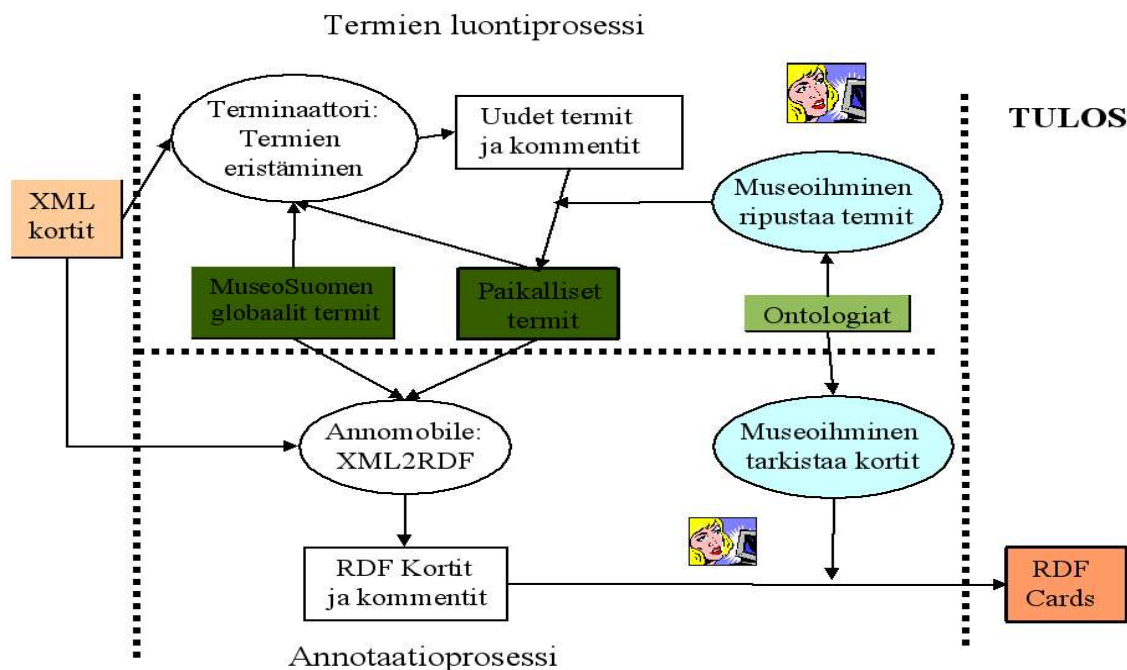 Termien luontiprosessi
Terminaattori:
Termien
eristäminen
Uudet termit
ja kommentit
TULOS
XML
kortit
Museoihminen
ripustaa termit
MuseoSuomen
globaalit termit
Paikalliset
termit
Ontologiat
Annomobile:
XML2RDF
Museoihminen
tarkistaa kortit
RDF Kortit
ja kommentit
RDF
Cards
Annotaatioprosessi